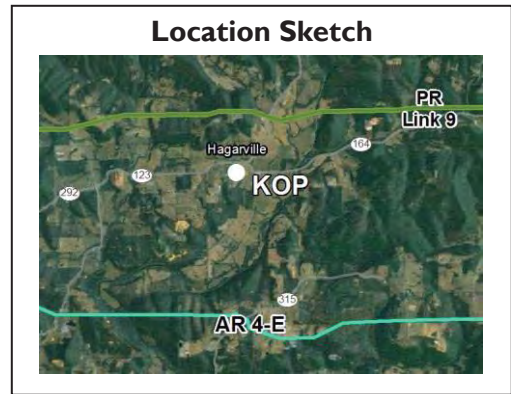 Location Sketch
PR
Link 9
Hagarville
164
KOP
123
292
315
AR 4-E